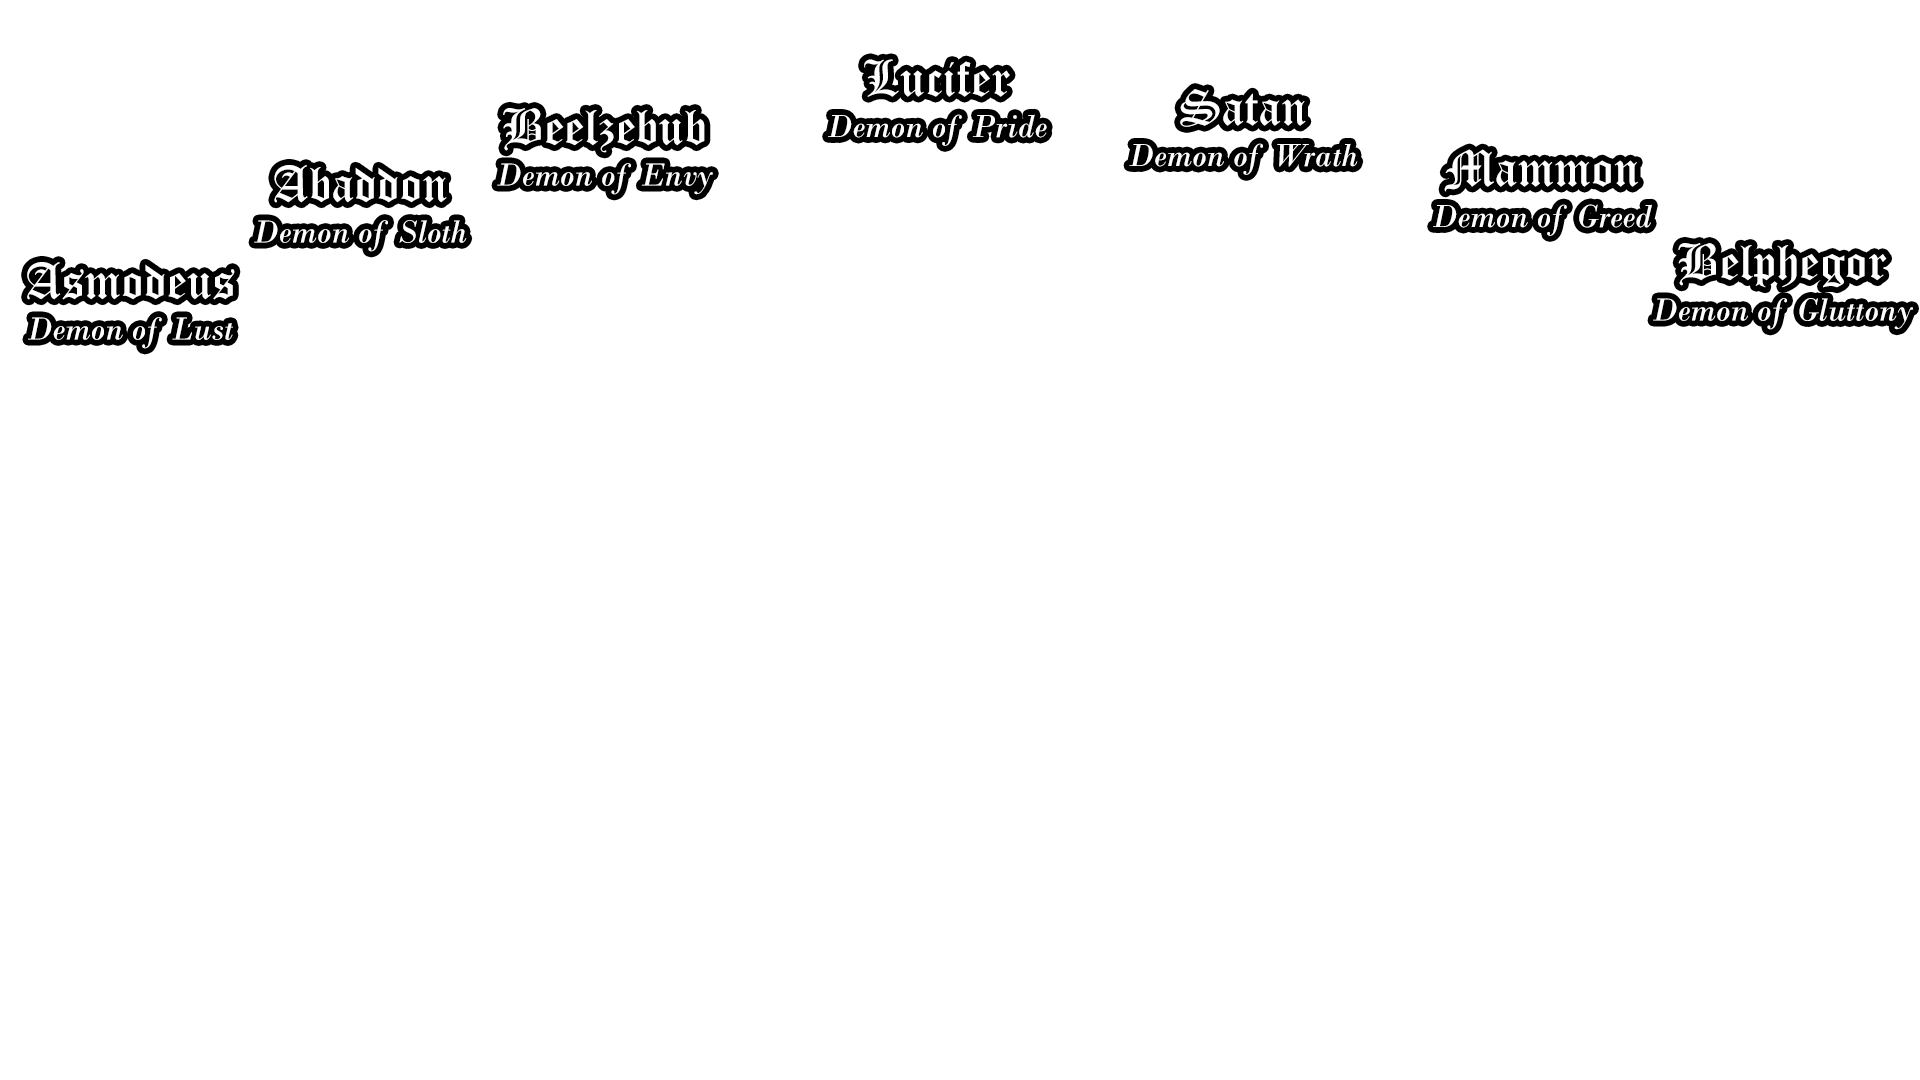 Lucifer
Demon of Pride
Satan
Demon of Wrath
Beelzebub
Demon of Envy
Mammon
Demon of Greed
Abaddon
Demon of Sloth
Belphegor
Demon of Gluttony
Asmodeus
Demon of Lust